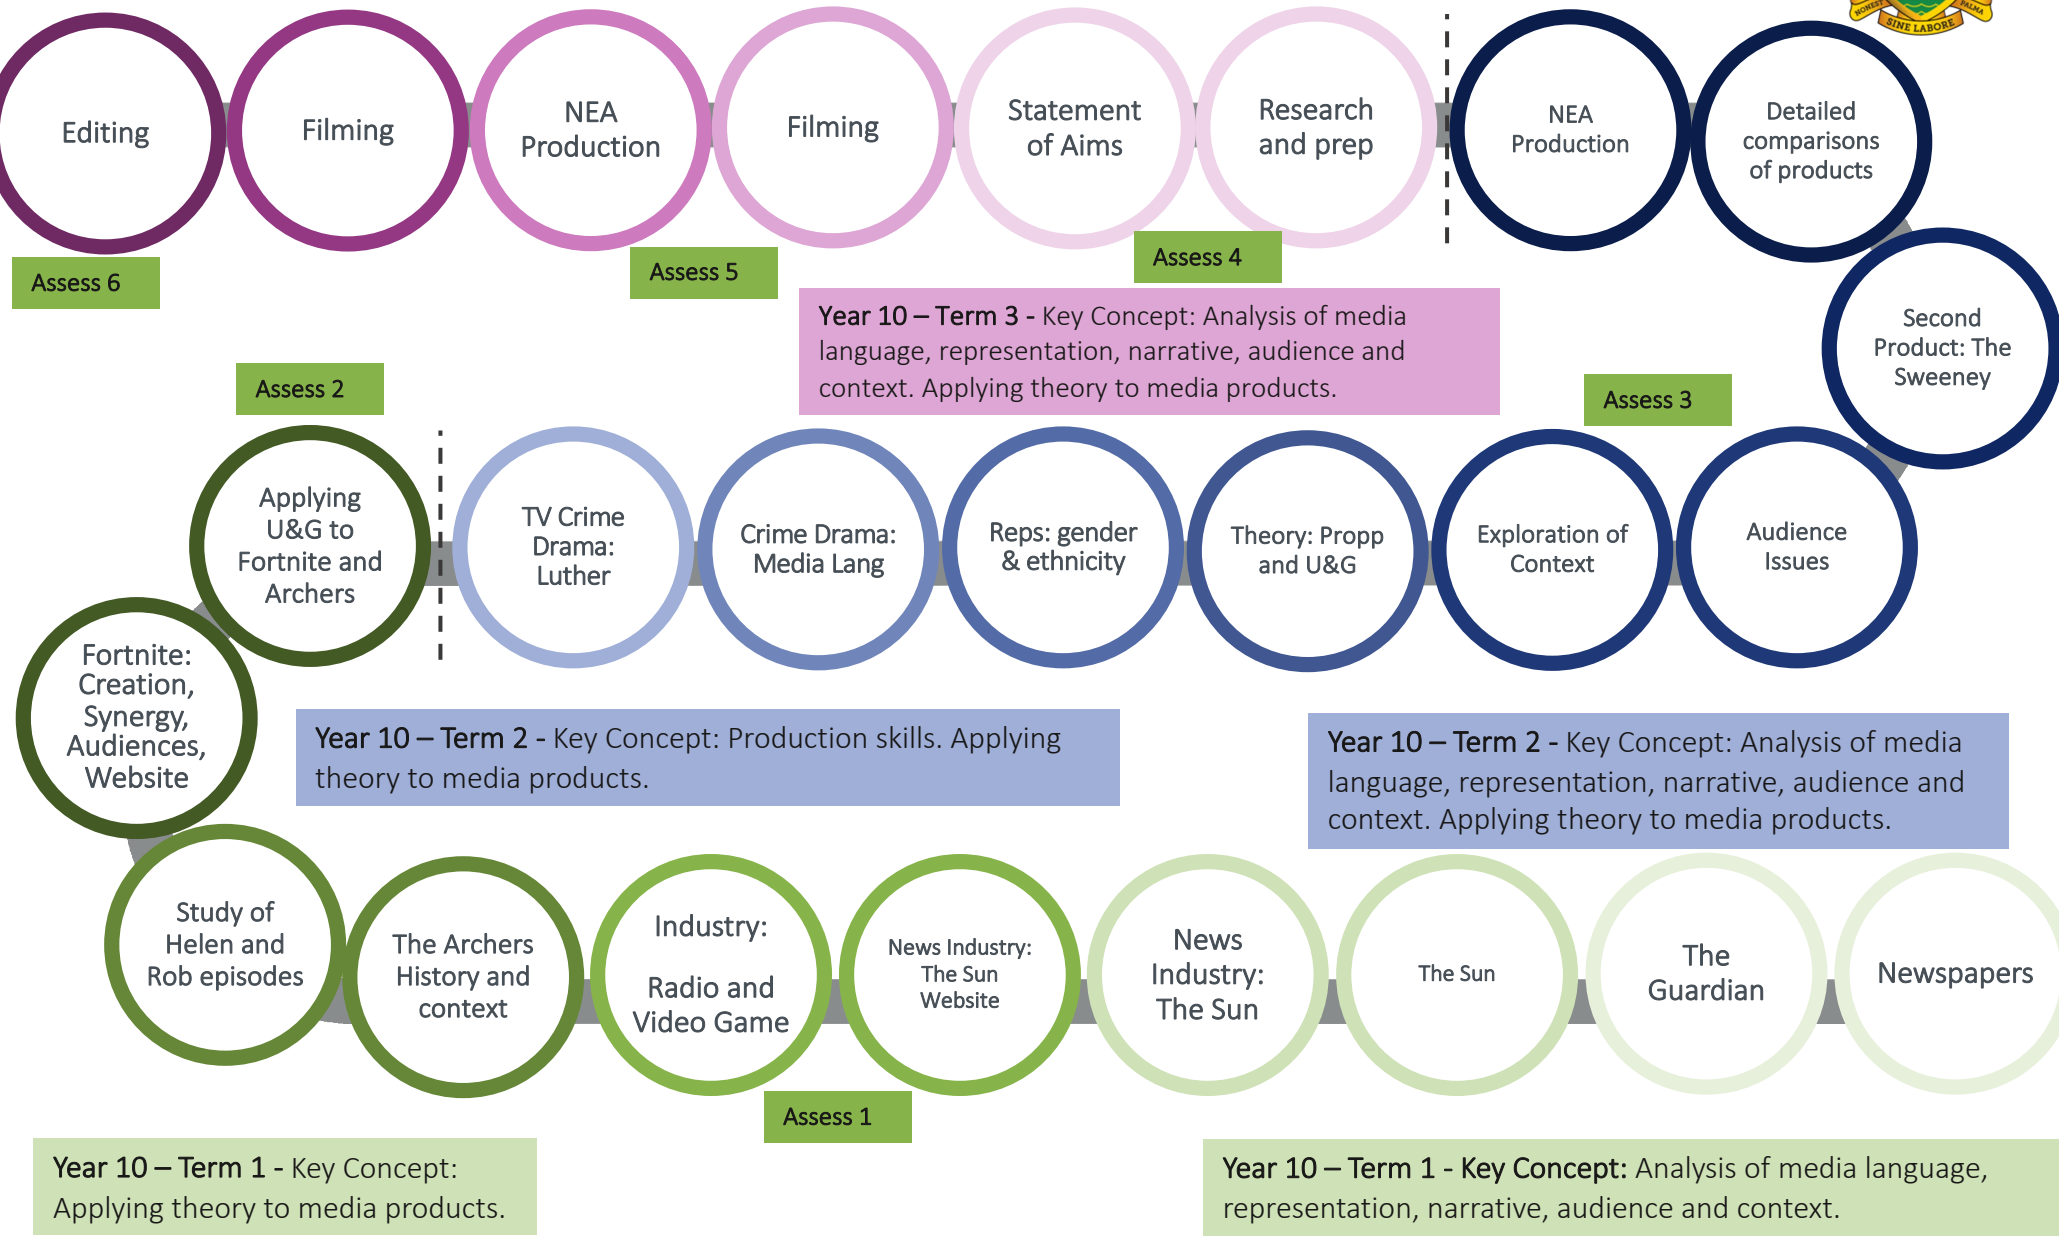 HONEST
PALMA
SINE LABORE
Editing
Filming
NEA
Production
Filming
Statement
of Aims
Research
and prep
NEA
Production
Detailed
comparisons
of products
Assess 6
Assess 5
Assess 4
Year 10 – Term 3 - Key Concept: Analysis of media
language, representation, narrative, audience and
context. Applying theory to media products.
Second
Product: The
Sweeney
Assess 2
Assess 3
Applying
U&G to
Fortnite and
Archers
TV Crime
Drama:
Luther
Crime Drama:
Media Lang
Reps: gender
& ethnicity
Theory: Propp
and U&G
Exploration of
Context
Audience
Issues
Fortnite:
Creation,
Synergy,
Audiences,
Website
Year 10 – Term 2 - Key Concept: Production skills. Applying
theory to media products.
Year 10 – Term 2 - Key Concept: Analysis of media
language, representation, narrative, audience and
context. Applying theory to media products.
Study of
Helen and
Rob episodes
The Archers
History and
context
Industry:
Radio and
Video Game
News Industry:
The Sun
Website
News
Industry:
The Sun
The Sun
The
Guardian
Newspapers
Assess 1
Year 10 – Term 1 - Key Concept:
Applying theory to media products.
Year 10 – Term 1 - Key Concept: Analysis of media language,
representation, narrative, audience and context.